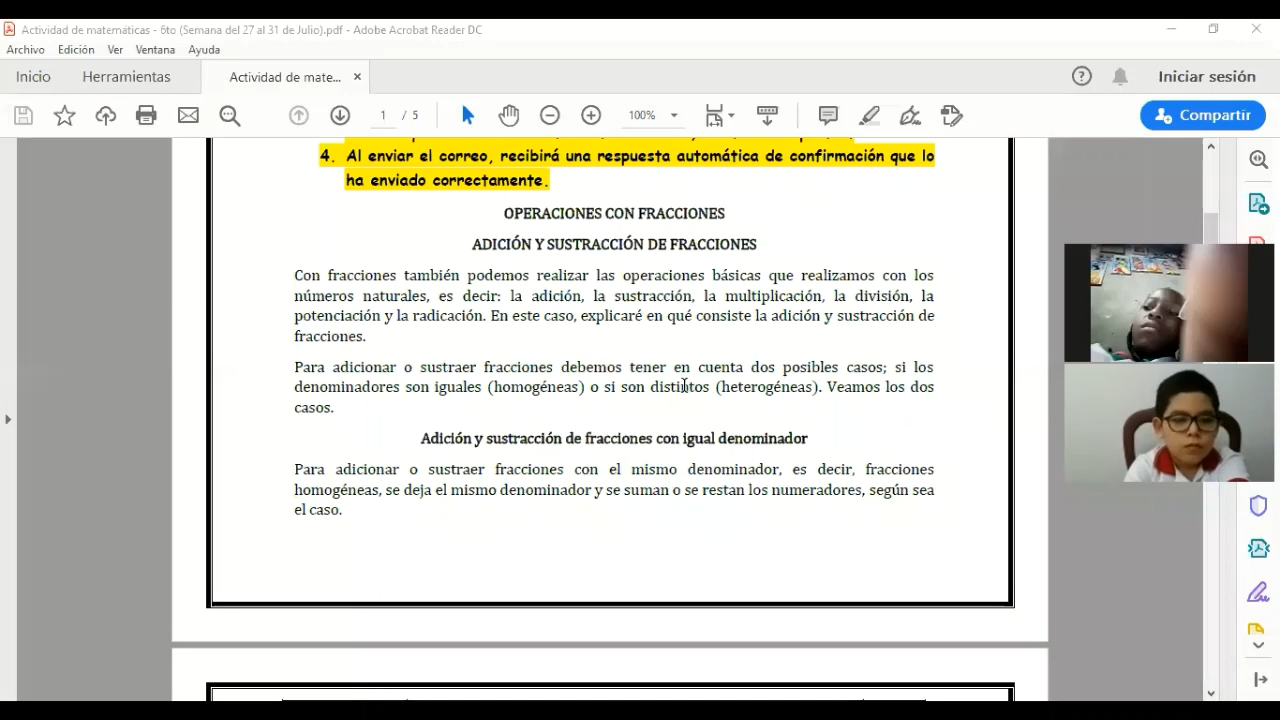 Actividad de matemáticas - 6to (Semana del 27 al 31 de Julio).pdf - Adobe Acrobat Reader DC
Archivo Edición Ver Ventana Ayuda
Inicio Herramientas Actividad de mate... × Iniciar sesión
1 / 5 100% Compartir
4. Al enviar el correo, recibirá una respuesta automática de confirmación que lo
ha enviado correctamente.
OPERACIONES CON FRACCIONES
ADICIÓN Y SUSTRACCIÓN DE FRACCIONES
Con fracciones también podemos realizar las operaciones básicas que realizamos con los
números naturales, es decir: la adición, la sustracción, la multiplicación, la división, la
potenciación y la radicación. En este caso, explicaré en qué consiste la adición y sustracción de
fracciones.
Para adicionar o sustraer fracciones debemos tener en cuenta dos posibles casos; si los
denominadores son iguales (homogéneas) o si son distintos (heterogéneas). Veamos los dos
casos.
Adición y sustracción de fracciones con igual denominador
Para adicionar o sustraer fracciones con el mismo denominador, es decir, fracciones
homogéneas, se deja el mismo denominador y se suman o se restan los numeradores, según sea
el caso.